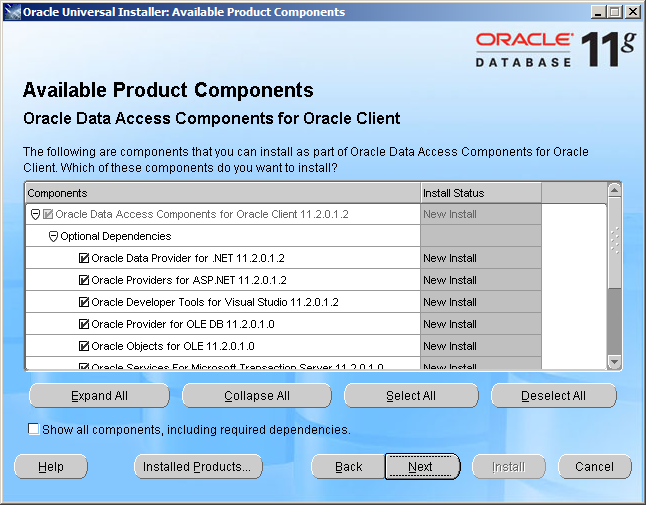 Oracle Universal Installer: Available Product Components
ORACLE
DATABASE 11g
Available Product Components
Oracle Data Access Components for Oracle Client
The following are components that you can install as part of Oracle Data Access Components for Oracle
Client. Which of these components do you want to install?
Components Install Status
Oracle Data Access Components for Oracle Client 11.2.0.1.2 New Install
Optional Dependencies
Oracle Data Provider for .NET 11.2.0.1.2 New Install
Oracle Providers for ASP.NET 11.2.0.1.2 New Install
Oracle Developer Tools for Visual Studio 11.2.0.1.2 New Install
Oracle Provider for OLE DB 11.2.0.1.0 New Install
Oracle Objects for OLE 11.2.0.1.0 New Install
Oracle Services For Microsoft Transaction Server 11.2.0.1.0 New Install
Expand All Collapse All Select All Deselect All
Show all components, including required dependencies.
Help Installed Products... Back Next Install Cancel